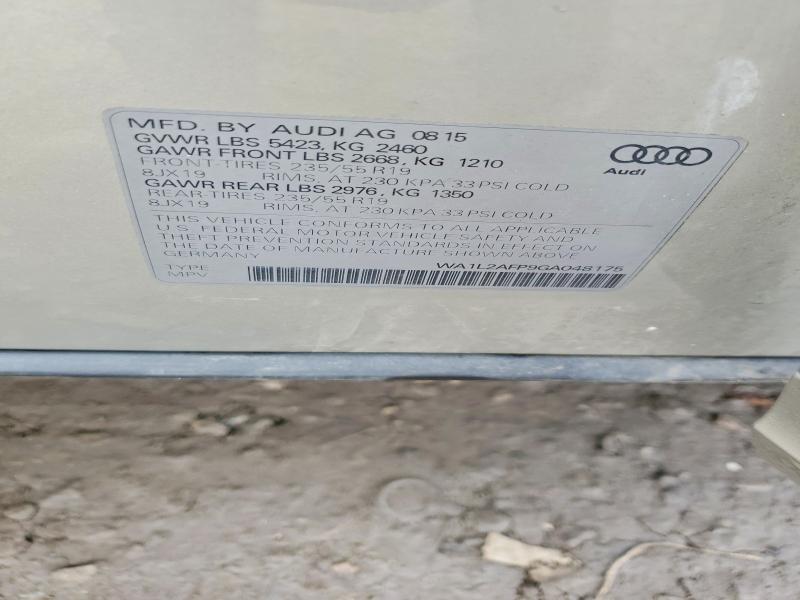 MFD. BY AUDI AG 08 15
GVWR LBS 5423, KG 2460
GAWR FRONT LBS 2668, KG 1210
FRONT-TIRES 235/55 R19
8JX19 RIMS, AT 230 KPA 33 PSI COLD
GAWR REAR LBS 2976, KG 1350
REAR-TIRES 235/55 R19
8JX19 RIMS, AT 230 KPA 33 PSI COLD
THIS VEHICLE CONFORMS TO ALL APPLICABLE
U.S. FEDERAL MOTOR VEHICLE SAFETY AND
THEFT PREVENTION STANDARDS IN EFFECT ON
THE DATE OF MANUFACTURE SHOWN ABOVE
GERMANY WA1L2AFP9GA048175
TYPE
MPV
Audi